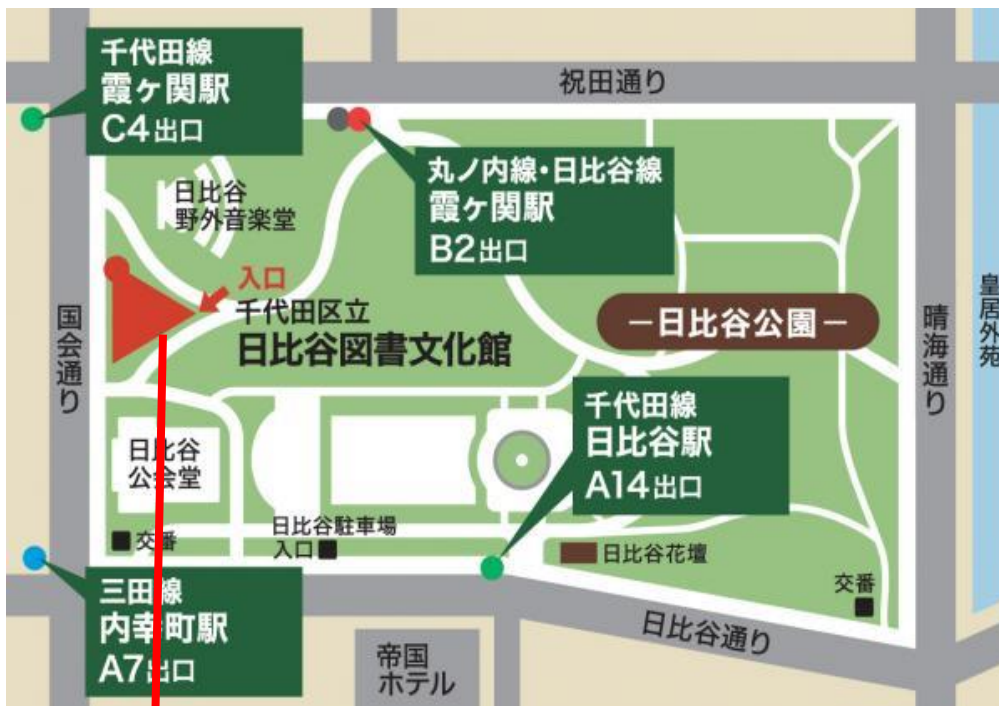 千代田線
霞ヶ関駅
C4出口
祝田通り
丸ノ内線・日比谷線
霞ヶ関駅
B2出口
日比谷
野外音楽堂
入口
千代田区立
日比谷図書文化館
ー日比谷公園ー
国会通り
晴海通り
皇居外苑
千代田線
日比谷駅
A14出口
日比谷
公会堂
交番
日比谷駐車場
入口
日比谷花壇
交番
三田線
内幸町駅
A7出口
日比谷通り
帝国
ホテル